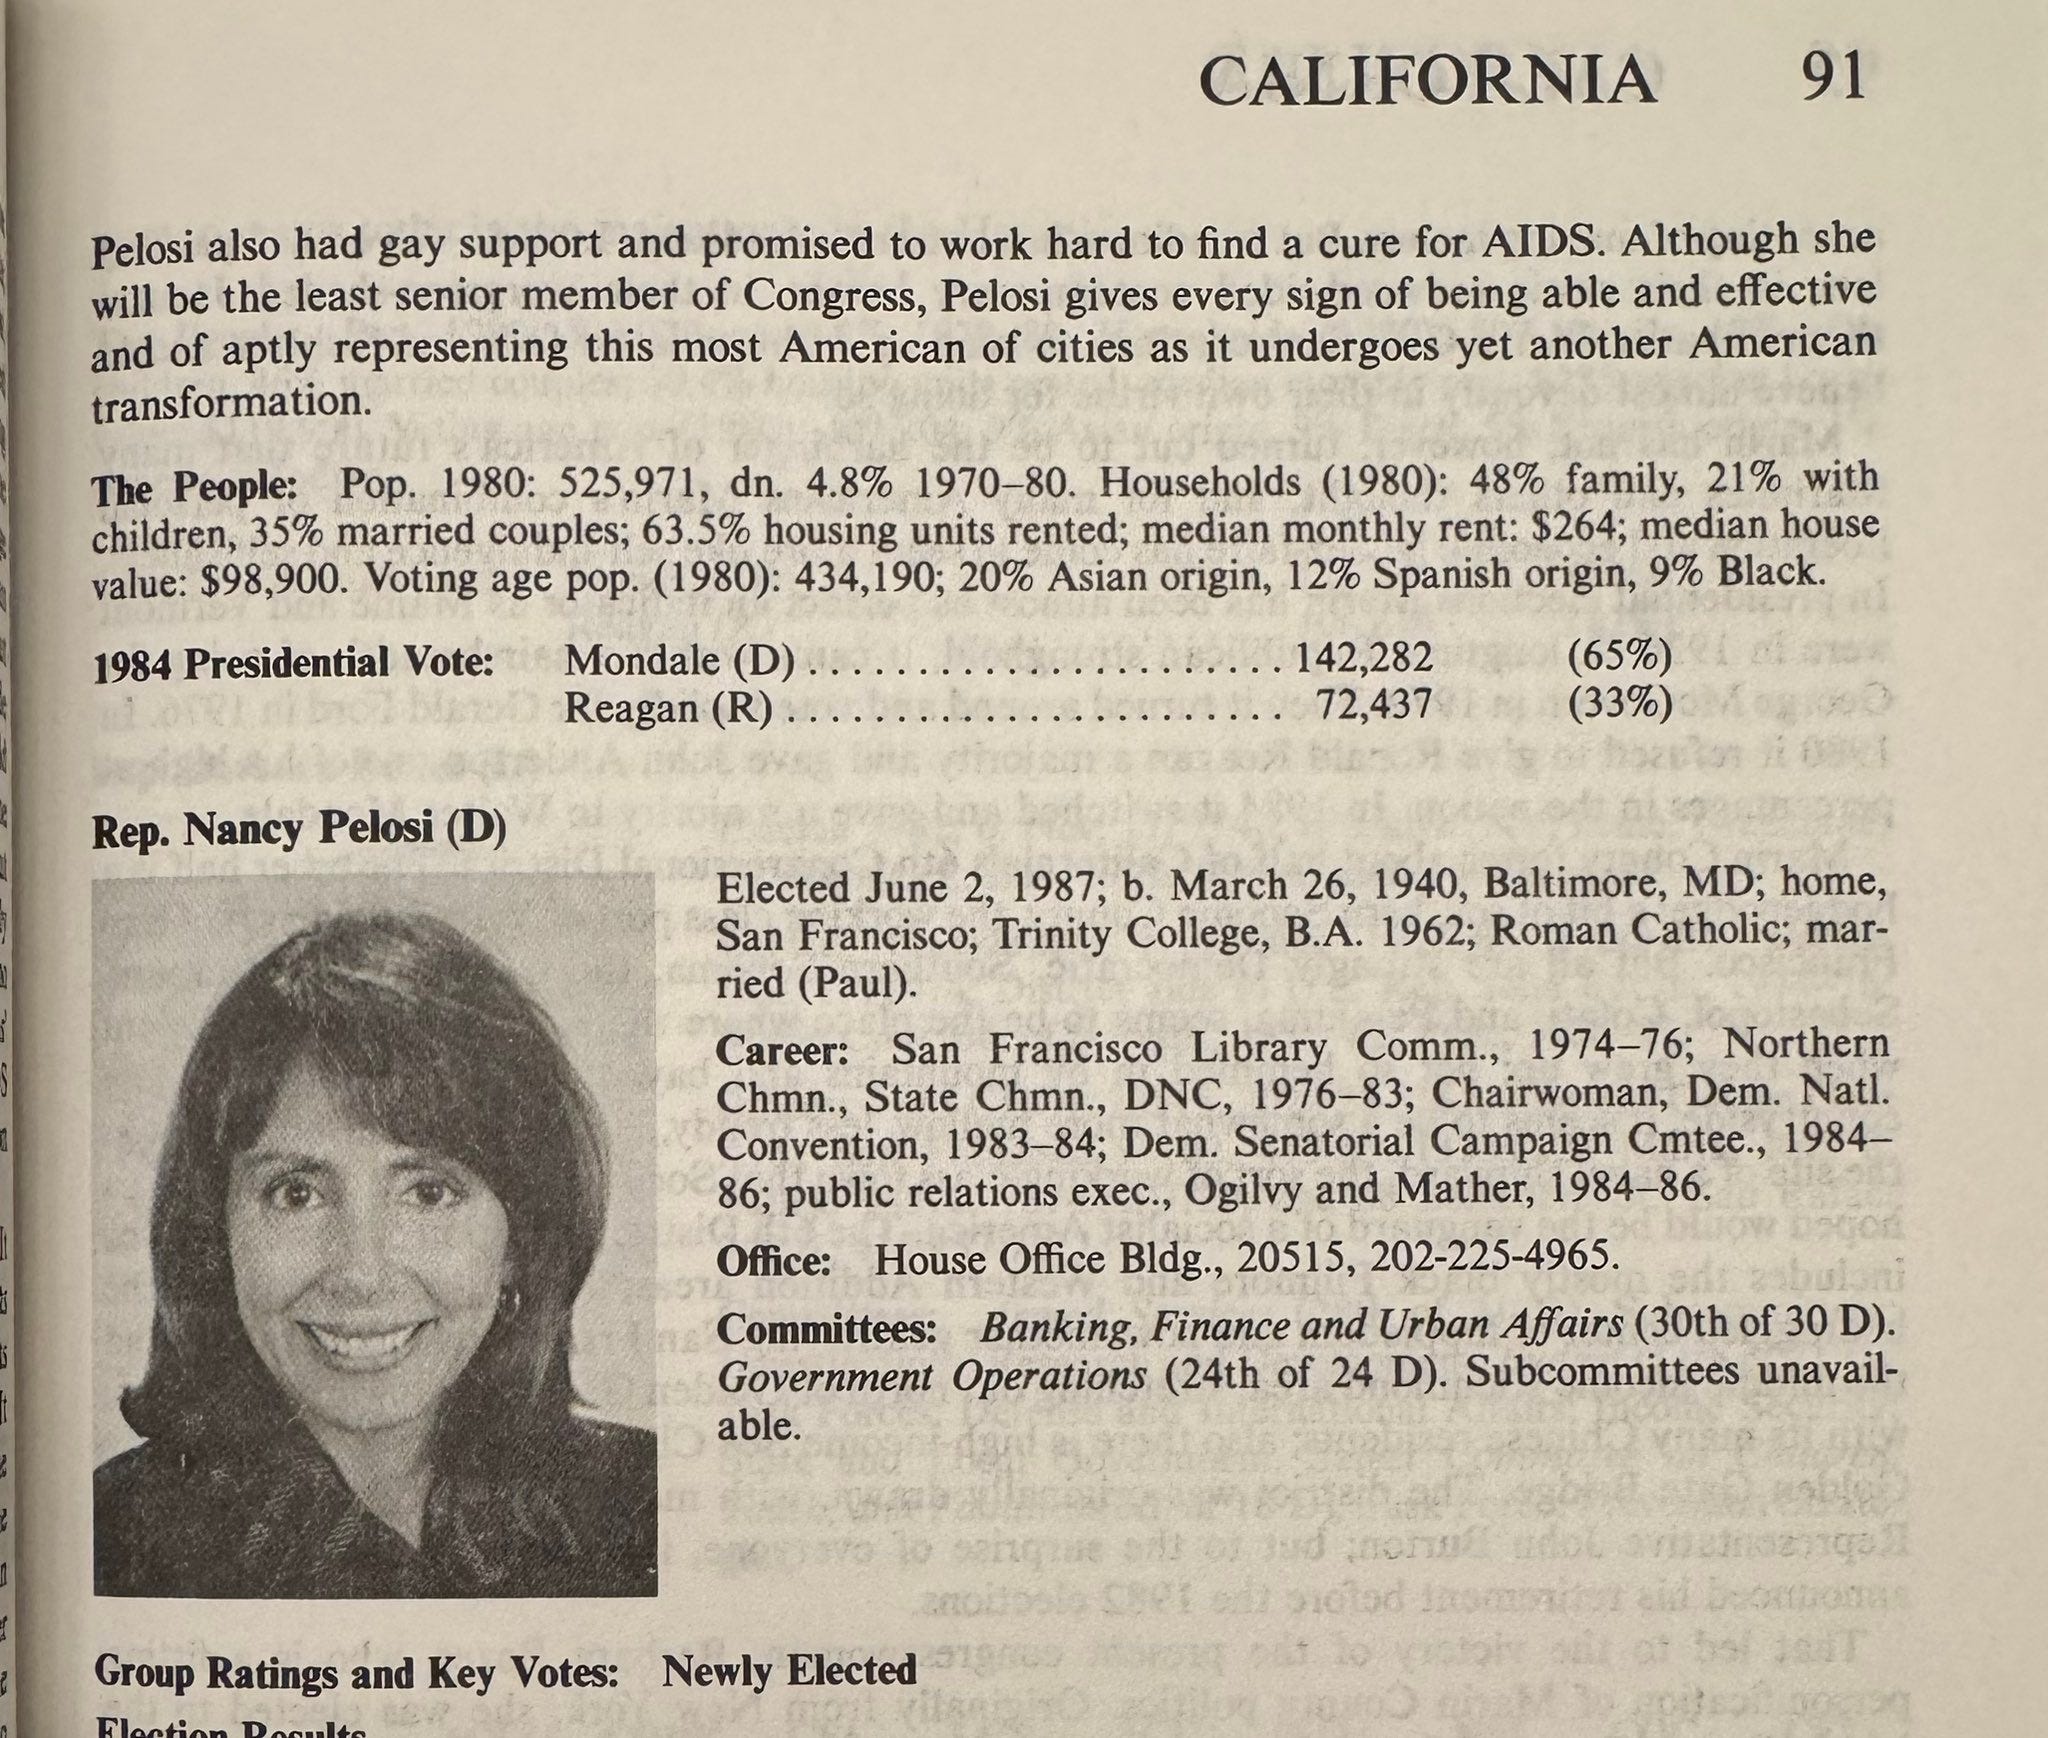 CALIFORNIA 91
Pelosi also had gay support and promised to work hard to find a cure for AIDS. Although she
will be the least senior member of Congress, Pelosi gives every sign of being able and effective
and of aptly representing this most American of cities as it undergoes yet another American
transformation.
The People: Pop. 1980: 525,971, dn. 4.8% 1970–80. Households (1980): 48% family, 21% with
children, 35% married couples; 63.5% housing units rented; median monthly rent: $264; median house
value: $98,900. Voting age pop. (1980): 434,190; 20% Asian origin, 12% Spanish origin, 9% Black.
1984 Presidential Vote: Mondale (D) ........................ 142,282 (65%)
Reagan (R) ......................... 72,437 (33%)
Rep. Nancy Pelosi (D)
Elected June 2, 1987; b. March 26, 1940, Baltimore, MD; home,
San Francisco; Trinity College, B.A. 1962; Roman Catholic; mar-
ried (Paul).
Career: San Francisco Library Comm., 1974–76; Northern
Chmn., State Chmn., DNC, 1976–83; Chairwoman, Dem. Natl.
Convention, 1983–84; Dem. Senatorial Campaign Cmtee., 1984–
86; public relations exec., Ogilvy and Mather, 1984–86.
Office: House Office Bldg., 20515, 202-225-4965.
Committees: Banking, Finance and Urban Affairs (30th of 30 D).
Government Operations (24th of 24 D). Subcommittees unavail-
able.
Group Ratings and Key Votes: Newly Elected
Election Results